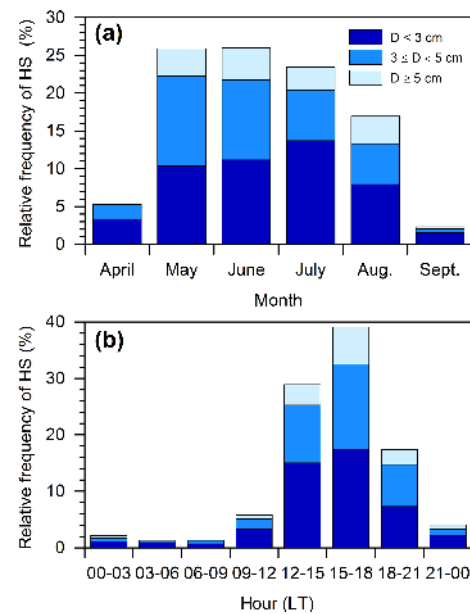 (a)
D < 3 cm
3 ≤ D < 5 cm
D ≥ 5 cm
Relative frequency of HS (%)
30
25
20
15
10
5
0
April May June July Aug. Sept.
Month
(b)
Relative frequency of HS (%)
40
30
20
10
0
00-03 03-06 06-09 09-12 12-15 15-18 18-21 21-00
Hour (LT)